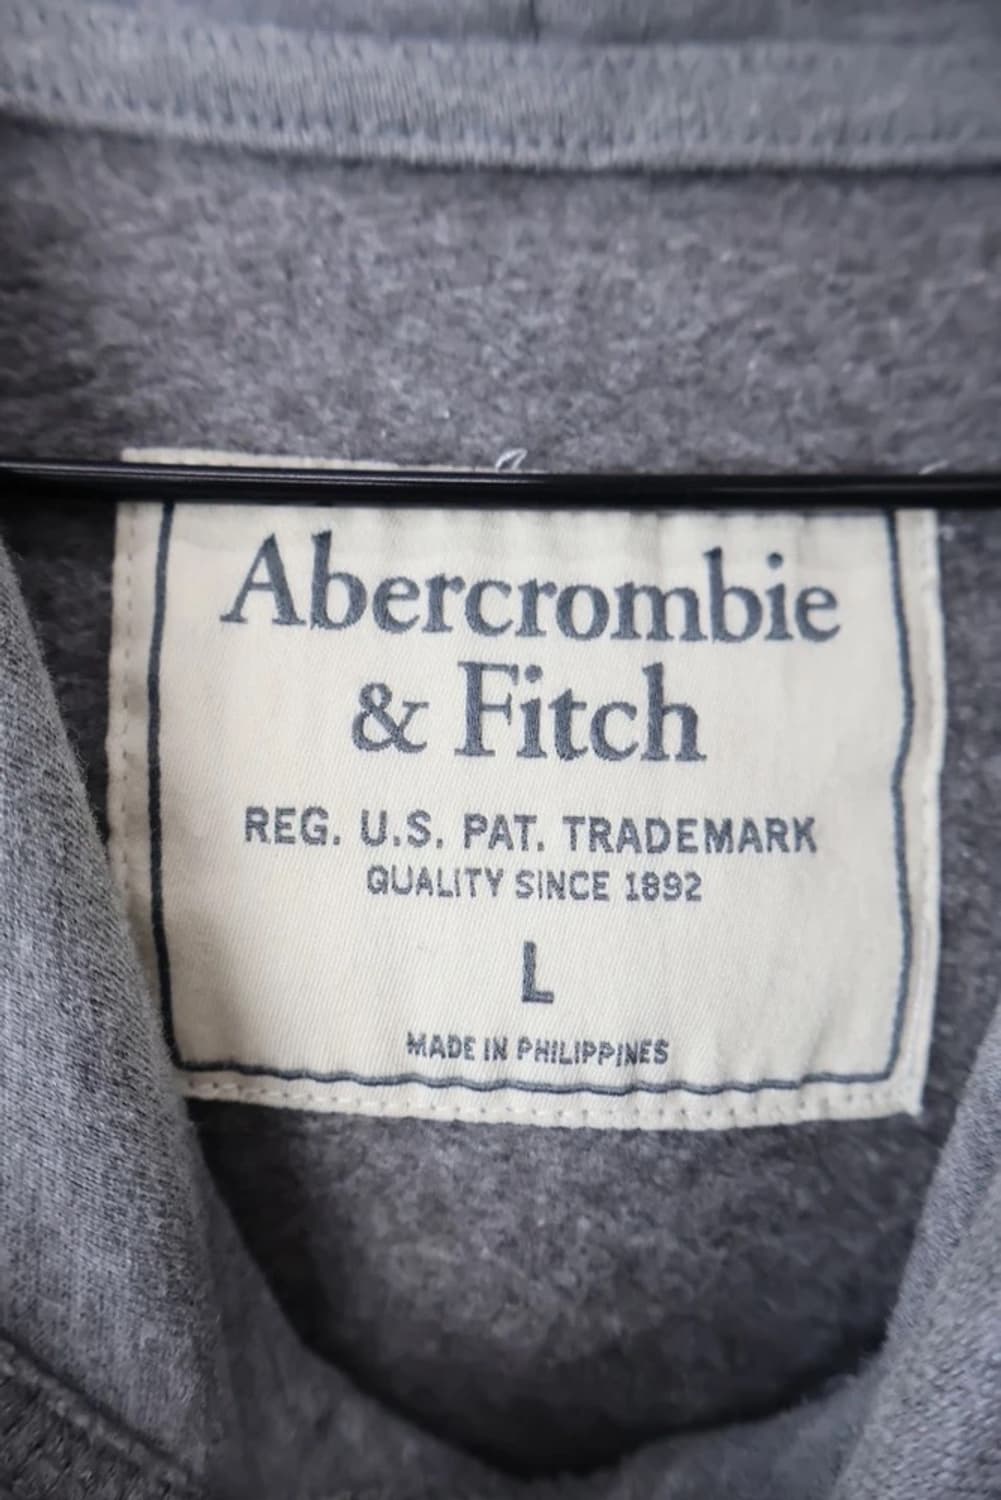 Abercrombie
& Fitch
REG. U.S. PAT. TRADEMARK
QUALITY SINCE 1892
L
MADE IN PHILIPPINES